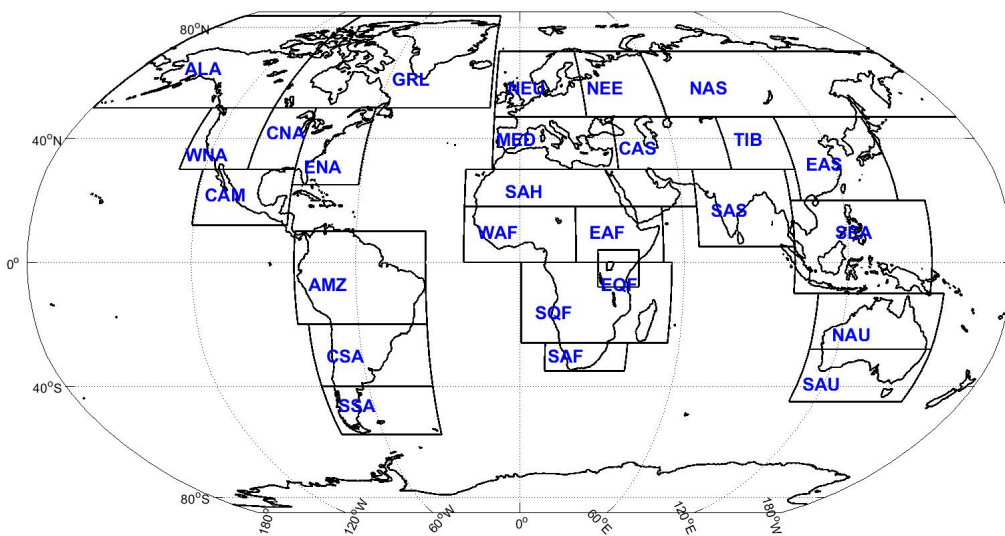 80°N
ALA
GRL
NEU
NEE
NAS
40°N
CNA
MED
CAS
TIB
WNA
ENA
EAS
CAM
SAH
SAS
WAF
EAF
SEA
0°
AMZ
EQF
SQF
NAU
CSA
SAF
SAU
40°S
SSA
80°S
180°W
120°W
60°W
0°
60°E
120°E
180°W